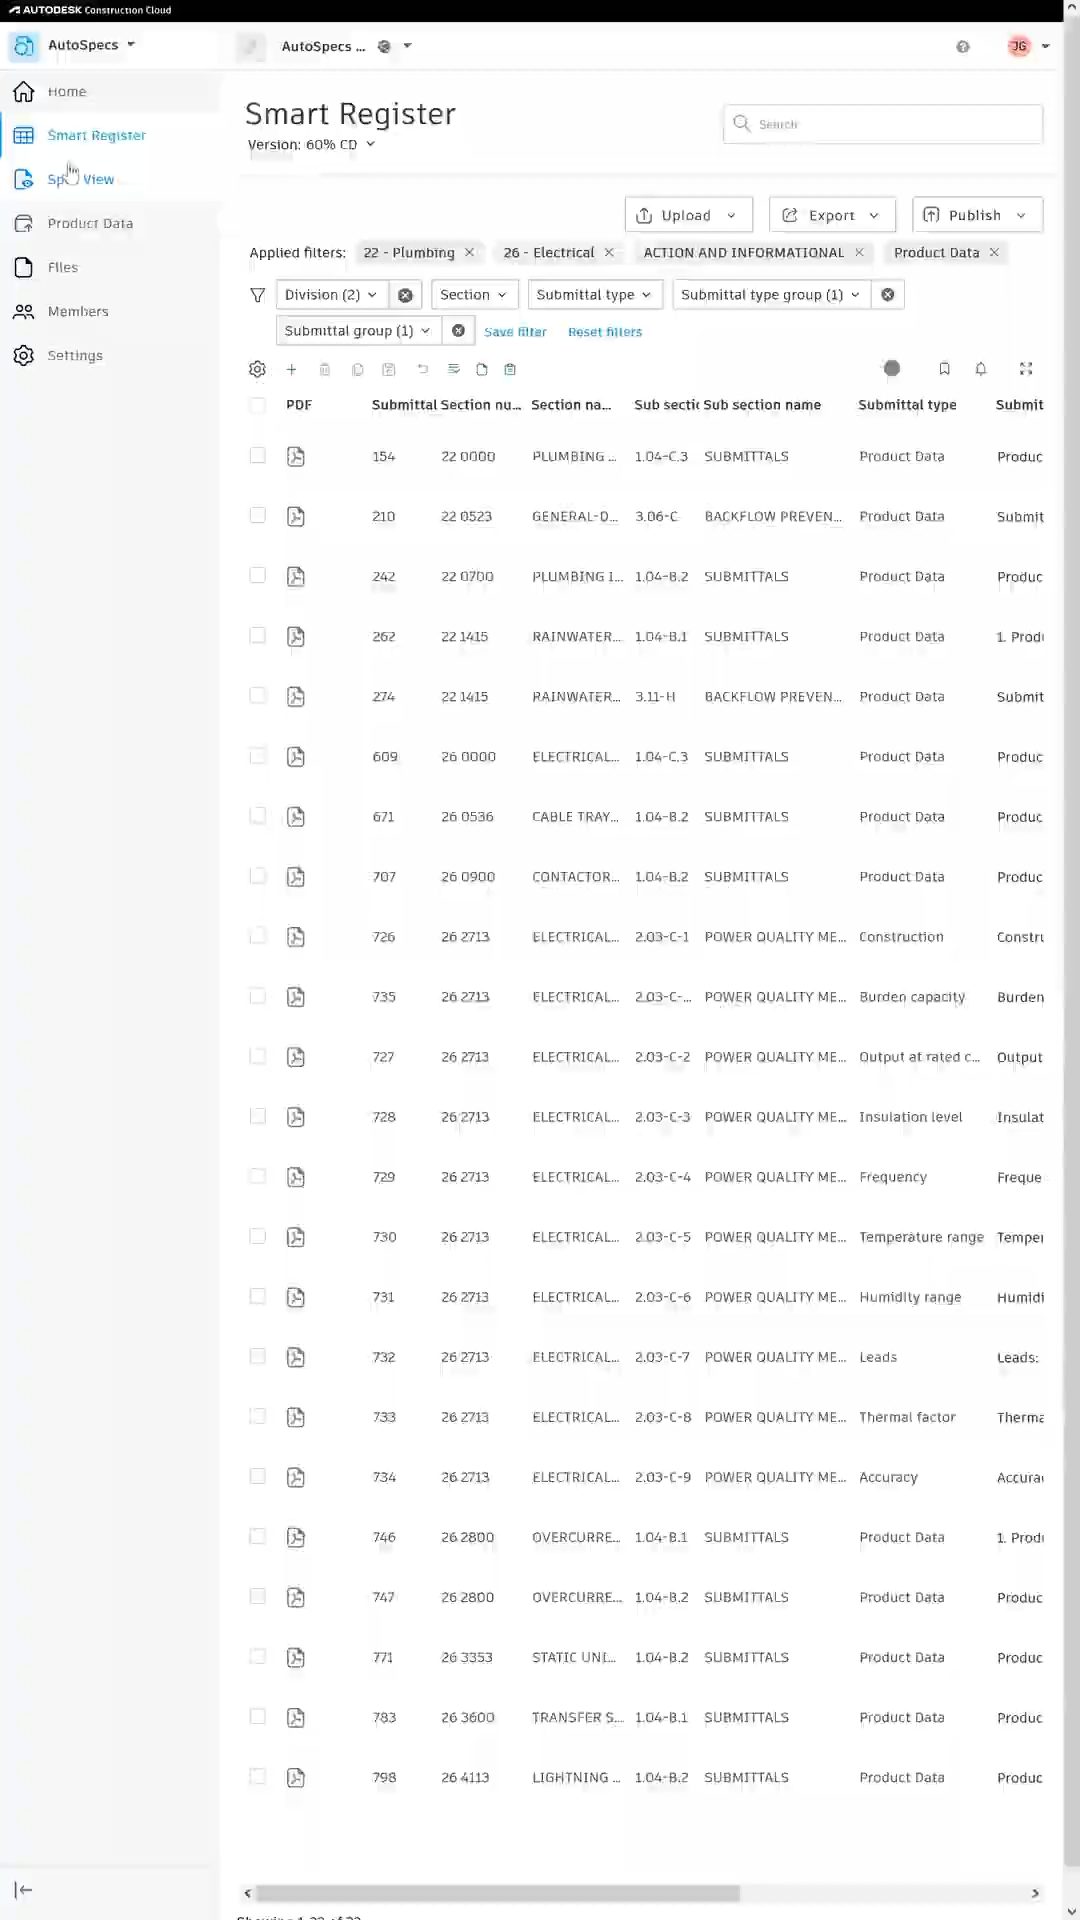 AUTODESK Construction Cloud
AutoSpecs
AutoSpecs ...
JG
Home
Smart Register
View
Product Data
Files
Members
Settings
Smart Register
Version: 60% CD
Search
Upload
Export
Publish
Applied filters: 22 - Plumbing 26 - Electrical ACTION AND INFORMATIONAL Product Data
Division (2) Section Submittal type Submittal type group (1)
Submittal group (1) Save filter Reset filters
PDF Submittal Section nu... Section na... Sub sectic Sub section name Submittal type Submit
154 22 0000 PLUMBING ... 1.04-C.3 SUBMITTALS Product Data Produc
210 22 0523 GENERAL-D... 3.06-C BACKFLOW PREVEN... Product Data Submit
242 22 0700 PLUMBING I... 1.04-B.2 SUBMITTALS Product Data Produc
262 22 1415 RAINWATER... 1.04-B.1 SUBMITTALS Product Data 1. Prod
274 22 1415 RAINWATER... 3.11-H BACKFLOW PREVEN... Product Data Submit
609 26 0000 ELECTRICAL... 1.04-C.3 SUBMITTALS Product Data Produc
671 26 0536 CABLE TRAY... 1.04-B.2 SUBMITTALS Product Data Produc
707 26 0900 CONTACTOR... 1.04-B.2 SUBMITTALS Product Data Produc
726 26 2713 ELECTRICAL... 2.03-C-1 POWER QUALITY ME... Construction Constru
735 26 2713 ELECTRICAL... 2.03-C-... POWER QUALITY ME... Burden capacity Burden
727 26 2713 ELECTRICAL... 2.03-C-2 POWER QUALITY ME... Output at rated c... Output
728 26 2713 ELECTRICAL... 2.03-C-3 POWER QUALITY ME... Insulation level Insulat
729 26 2713 ELECTRICAL... 2.03-C-4 POWER QUALITY ME... Frequency Freque
730 26 2713 ELECTRICAL... 2.03-C-5 POWER QUALITY ME... Temperature range Temper
731 26 2713 ELECTRICAL... 2.03-C-6 POWER QUALITY ME... Humidity range Humidi
732 26 2713 ELECTRICAL... 2.03-C-7 POWER QUALITY ME... Leads Leads:
733 26 2713 ELECTRICAL... 2.03-C-8 POWER QUALITY ME... Thermal factor Therma
734 26 2713 ELECTRICAL... 2.03-C-9 POWER QUALITY ME... Accuracy Accura
746 26 2800 OVERCURRE... 1.04-B.1 SUBMITTALS Product Data 1. Prod
747 26 2800 OVERCURRE... 1.04-B.2 SUBMITTALS Product Data Produc
771 26 3353 STATIC UNI... 1.04-B.2 SUBMITTALS Product Data Produc
783 26 3600 TRANSFER S... 1.04-B.1 SUBMITTALS Product Data Produc
798 26 4113 LIGHTNING ... 1.04-B.2 SUBMITTALS Product Data Produc